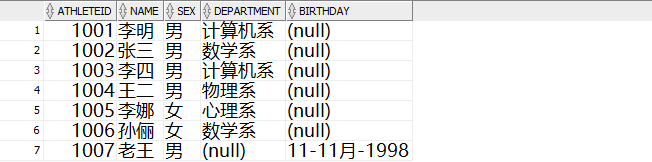 ATHLETEID NAME SEX DEPARTMENT BIRTHDAY
1 1001 李明 男 计算机系 (null)
2 1002 张三 男 数学系 (null)
3 1003 李四 男 计算机系 (null)
4 1004 王二 男 物理系 (null)
5 1005 李娜 女 心理系 (null)
6 1006 孙俪 女 数学系 (null)
7 1007 老王 男 (null) 11-11月-1998